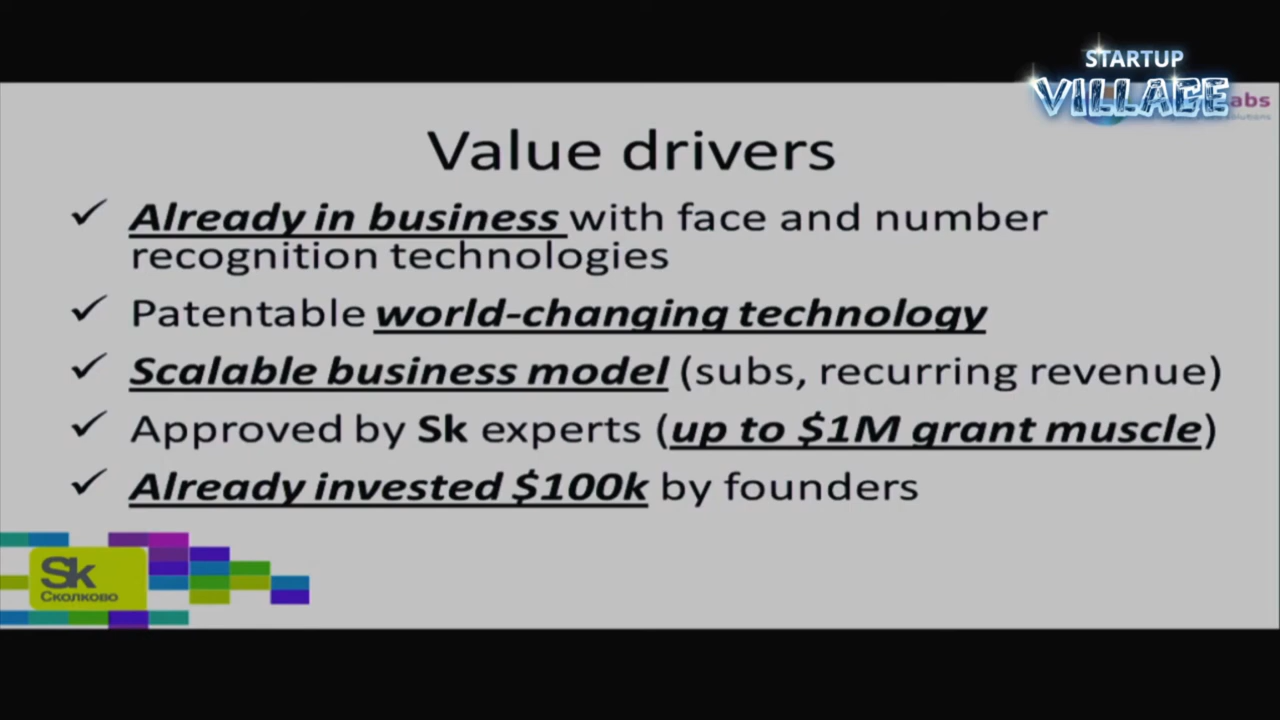 STARTUP
VILLAGE
abs
Value drivers
Already in business with face and number
recognition technologies
Patentable world-changing technology
Scalable business model (subs, recurring revenue)
Approved by Sk experts (up to $1M grant muscle)
Already invested $100k by founders
Sk
Сколково